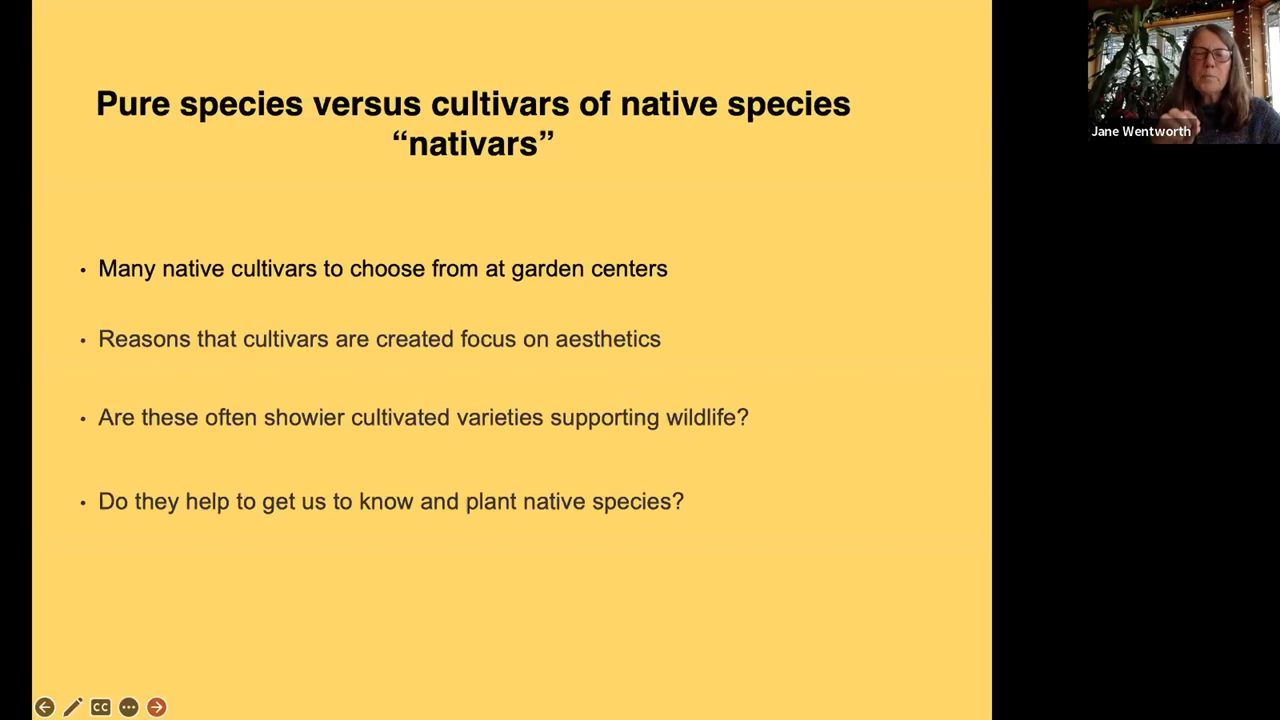 Pure species versus cultivars of native species
“nativars”
• Many native cultivars to choose from at garden centers
• Reasons that cultivars are created focus on aesthetics
• Are these often showier cultivated varieties supporting wildlife?
• Do they help to get us to know and plant native species?
Jane Wentworth
CC